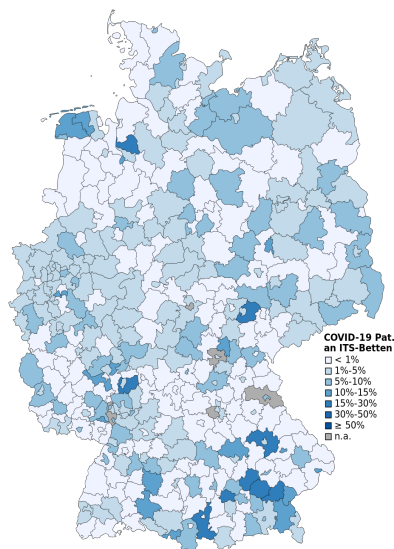 COVID-19 Pat.
an ITS-Betten
< 1%
1%-5%
5%-10%
10%-15%
15%-30%
30%-50%
≥ 50%
n.a.